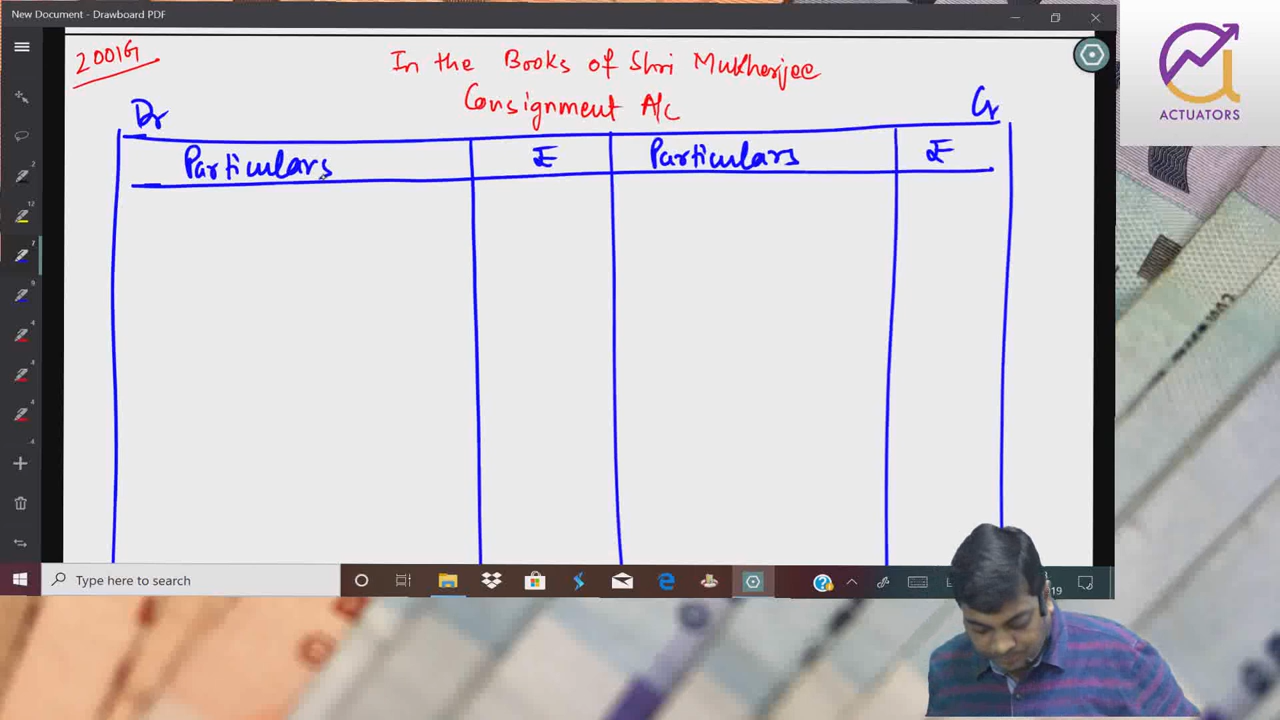 New Document - Drawboard PDF
2001G
In the Books of Shri Mukherjee
Consignment A/C
Dr
Cr
Particulars ₹ Particulars ₹
ACTUATORS
Type here to search
19